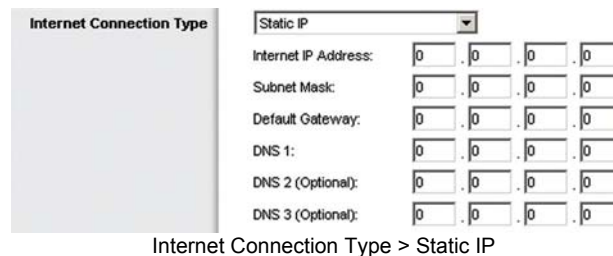 Internet Connection Type Static IP
Internet IP Address: 0 . 0 . 0 . 0
Subnet Mask: 0 . 0 . 0 . 0
Default Gateway: 0 . 0 . 0 . 0
DNS 1: 0 . 0 . 0 . 0
DNS 2 (Optional): 0 . 0 . 0 . 0
DNS 3 (Optional): 0 . 0 . 0 . 0
Internet Connection Type > Static IP